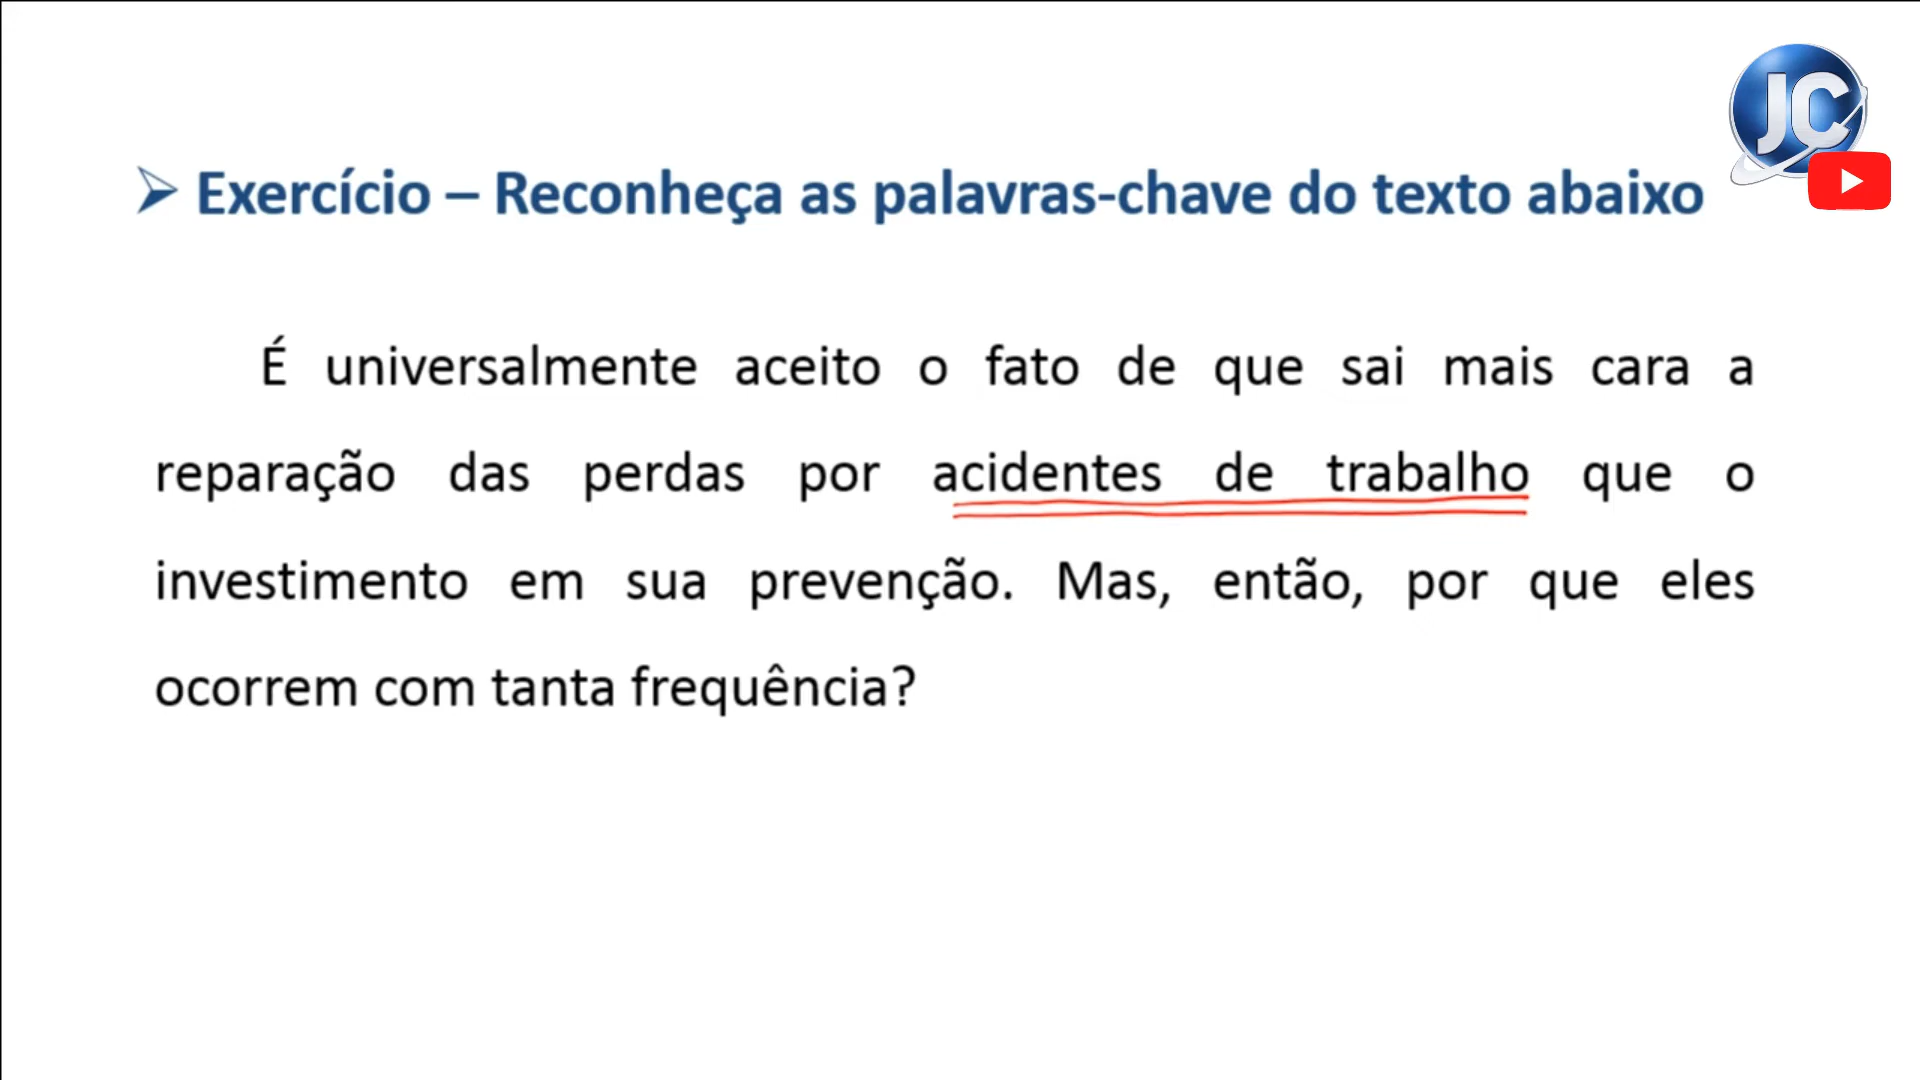 JC
Exercício – Reconheça as palavras-chave do texto abaixo
É universalmente aceito o fato de que sai mais cara a
reparação das perdas por acidentes de trabalho que o
investimento em sua prevenção. Mas, então, por que eles
ocorrem com tanta frequência?